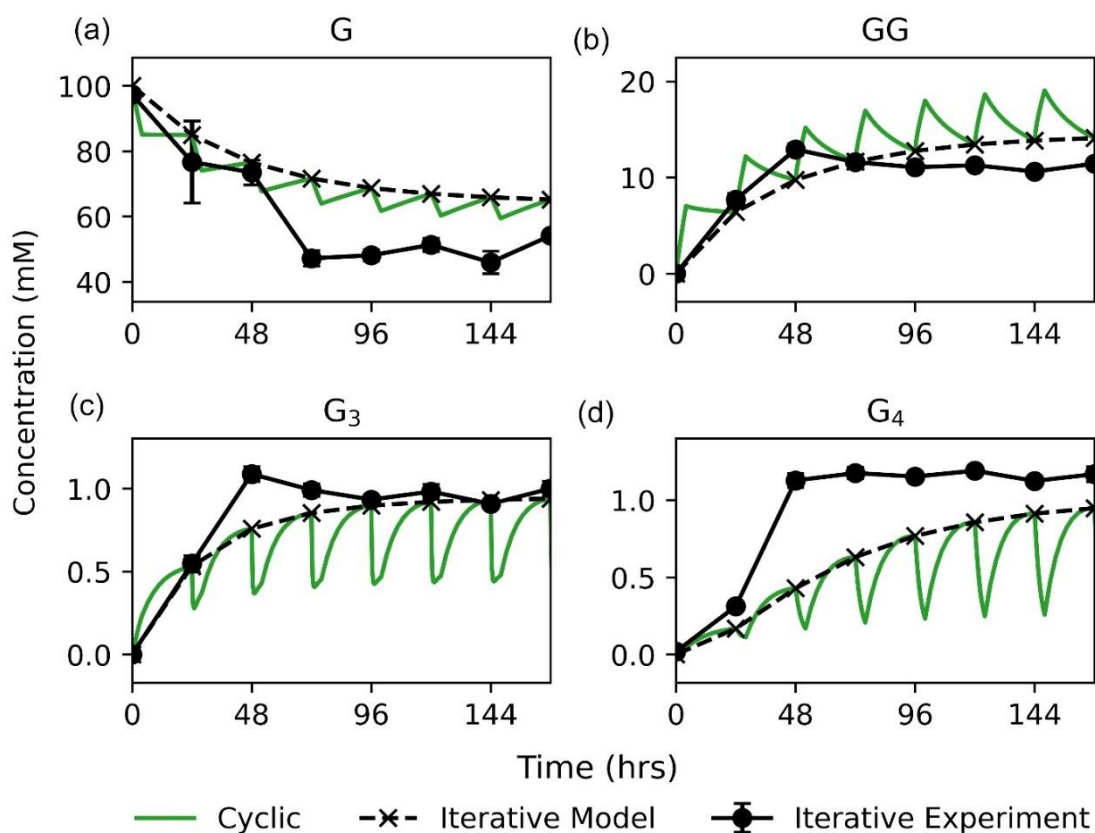 (a)
G
100
80
60
40
0 48 96 144
(b)
GG
20
10
0
0 48 96 144
(c)
G₃
1.0
0.5
0.0
0 48 96 144
(d)
G₄
1.0
0.5
0.0
0 48 96 144
Concentration (mM)
Time (hrs)
Cyclic Iterative Model Iterative Experiment